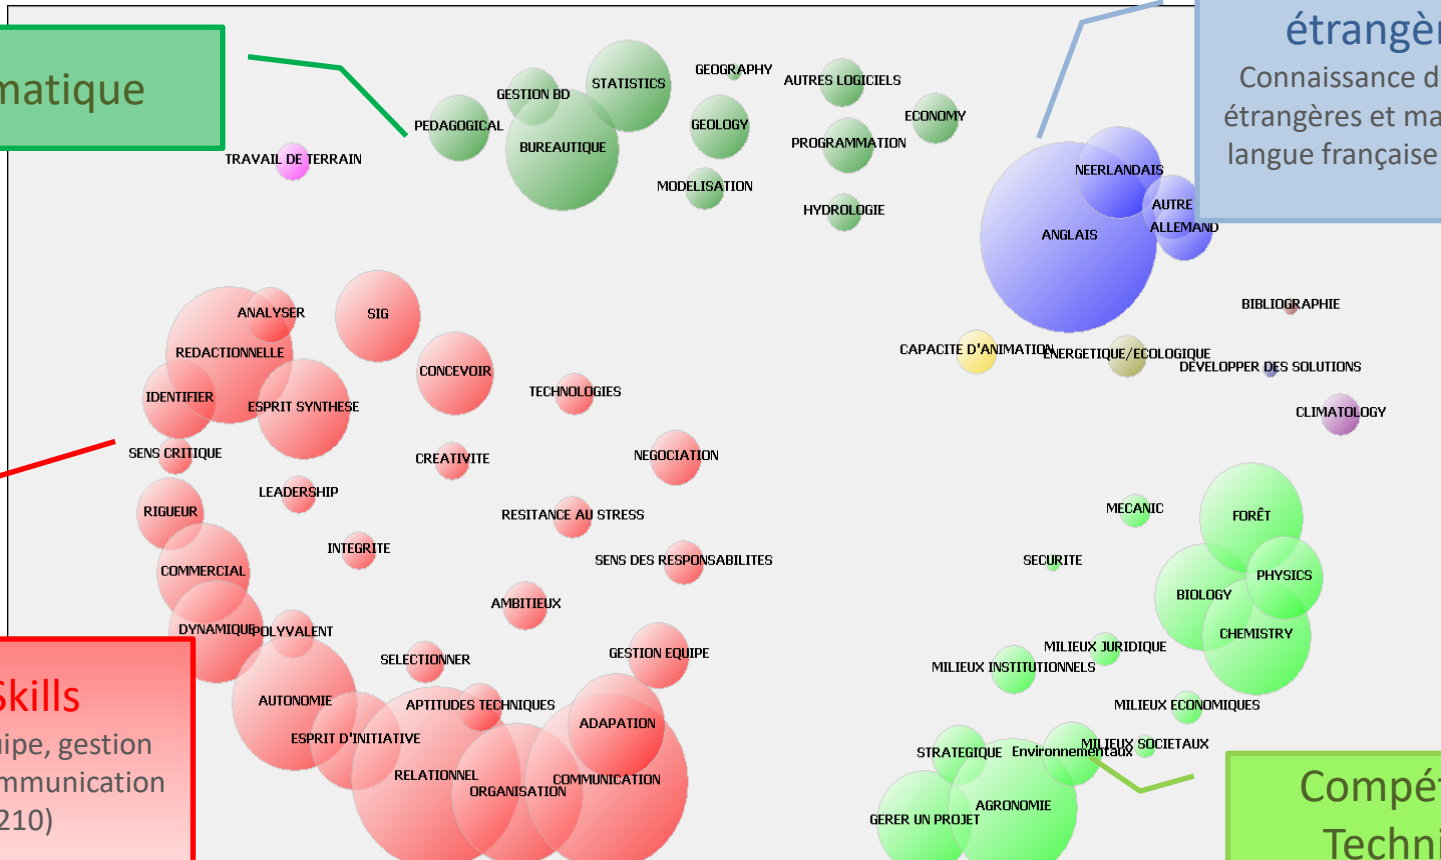 étrangèr
Connaissance d
étrangères et ma
langue française
matique
GEOGRAPHY
AUTRES LOGICIELS
STATISTICS
GESTION BD
PEDAGOGICAL
GEOLOGY
ECONOMY
BUREAUTIQUE
PROGRAMMATION
TRAVAIL DE TERRAIN
MODELISATION
HYDROLOGIE
NEERLANDAIS
AUTRE
ALLEMAND
ANGLAIS
BIBLIOGRAPHIE
ANALYSER
SIG
REDACTIONNELLE
CAPACITE D'ANIMATION
ENERGETIQUE/ECOLOGIQUE
DEVELOPPER DES SOLUTIONS
CONCEVOIR
TECHNOLOGIES
IDENTIFIER
ESPRIT SYNTHESE
CLIMATOLOGY
SENS CRITIQUE
CREATIVITE
NEGOCIATION
LEADERSHIP
RIGUEUR
RESITANCE AU STRESS
MECANIC
FORÊT
INTEGRITE
SENS DES RESPONSABILITES
SECURITE
COMMERCIAL
PHYSICS
BIOLOGY
AMBITIEUX
DYNAMIQUE
POLYVALENT
CHEMISTRY
SELECTIONNER
GESTION EQUIPE
MILIEUX JURIDIQUE
MILIEUX INSTITUTIONNELS
AUTONOMIE
APTITUDES TECHNIQUES
MILIEUX ECONOMIQUES
ADAPATION
ESPRIT D'INITIATIVE
STRATEGIQUE
Environnementaux
MILIEUX SOCIETAUX
RELATIONNEL
ORGANISATION
COMMUNICATION
GERER UN PROJET
AGRONOMIE
Skills
uipe, gestion
mmunication
210)
Compét
Techni